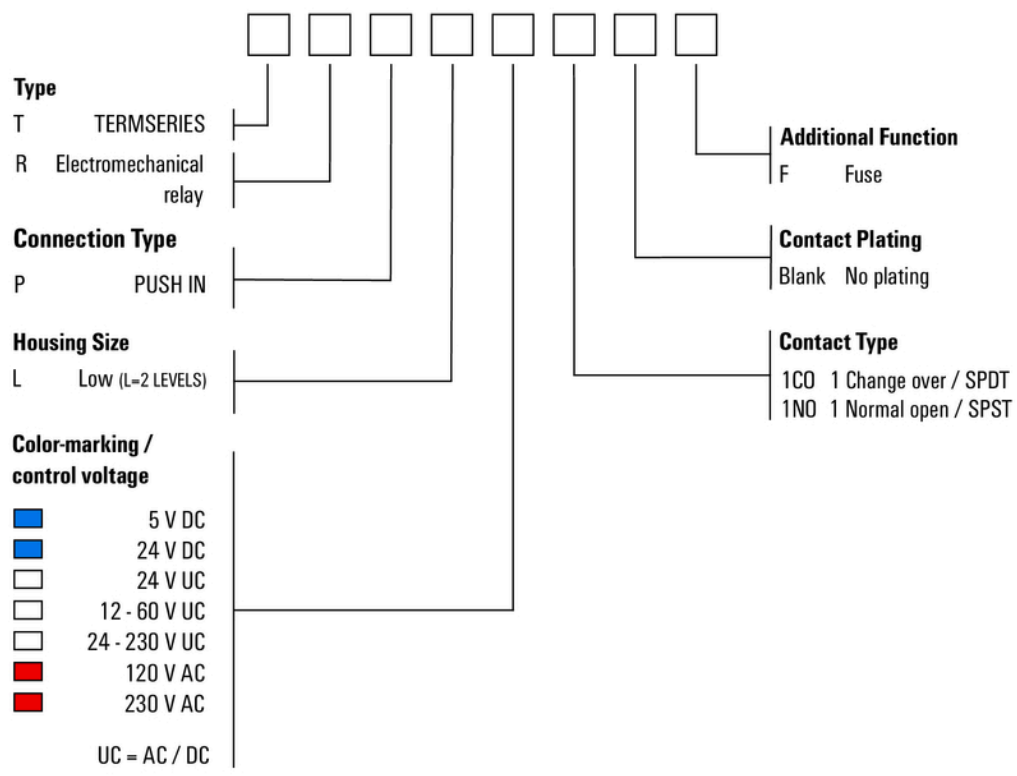 Type
T TERMSERIES
R Electromechanical
relay
Connection Type
P PUSH IN
Housing Size
L Low (L=2 LEVELS)
Color-marking /
control voltage
5 V DC
24 V DC
24 V UC
12 - 60 V UC
24 - 230 V UC
120 V AC
230 V AC
UC = AC / DC
Additional Function
F Fuse
Contact Plating
Blank No plating
Contact Type
1CO 1 Change over / SPDT
1NO 1 Normal open / SPST